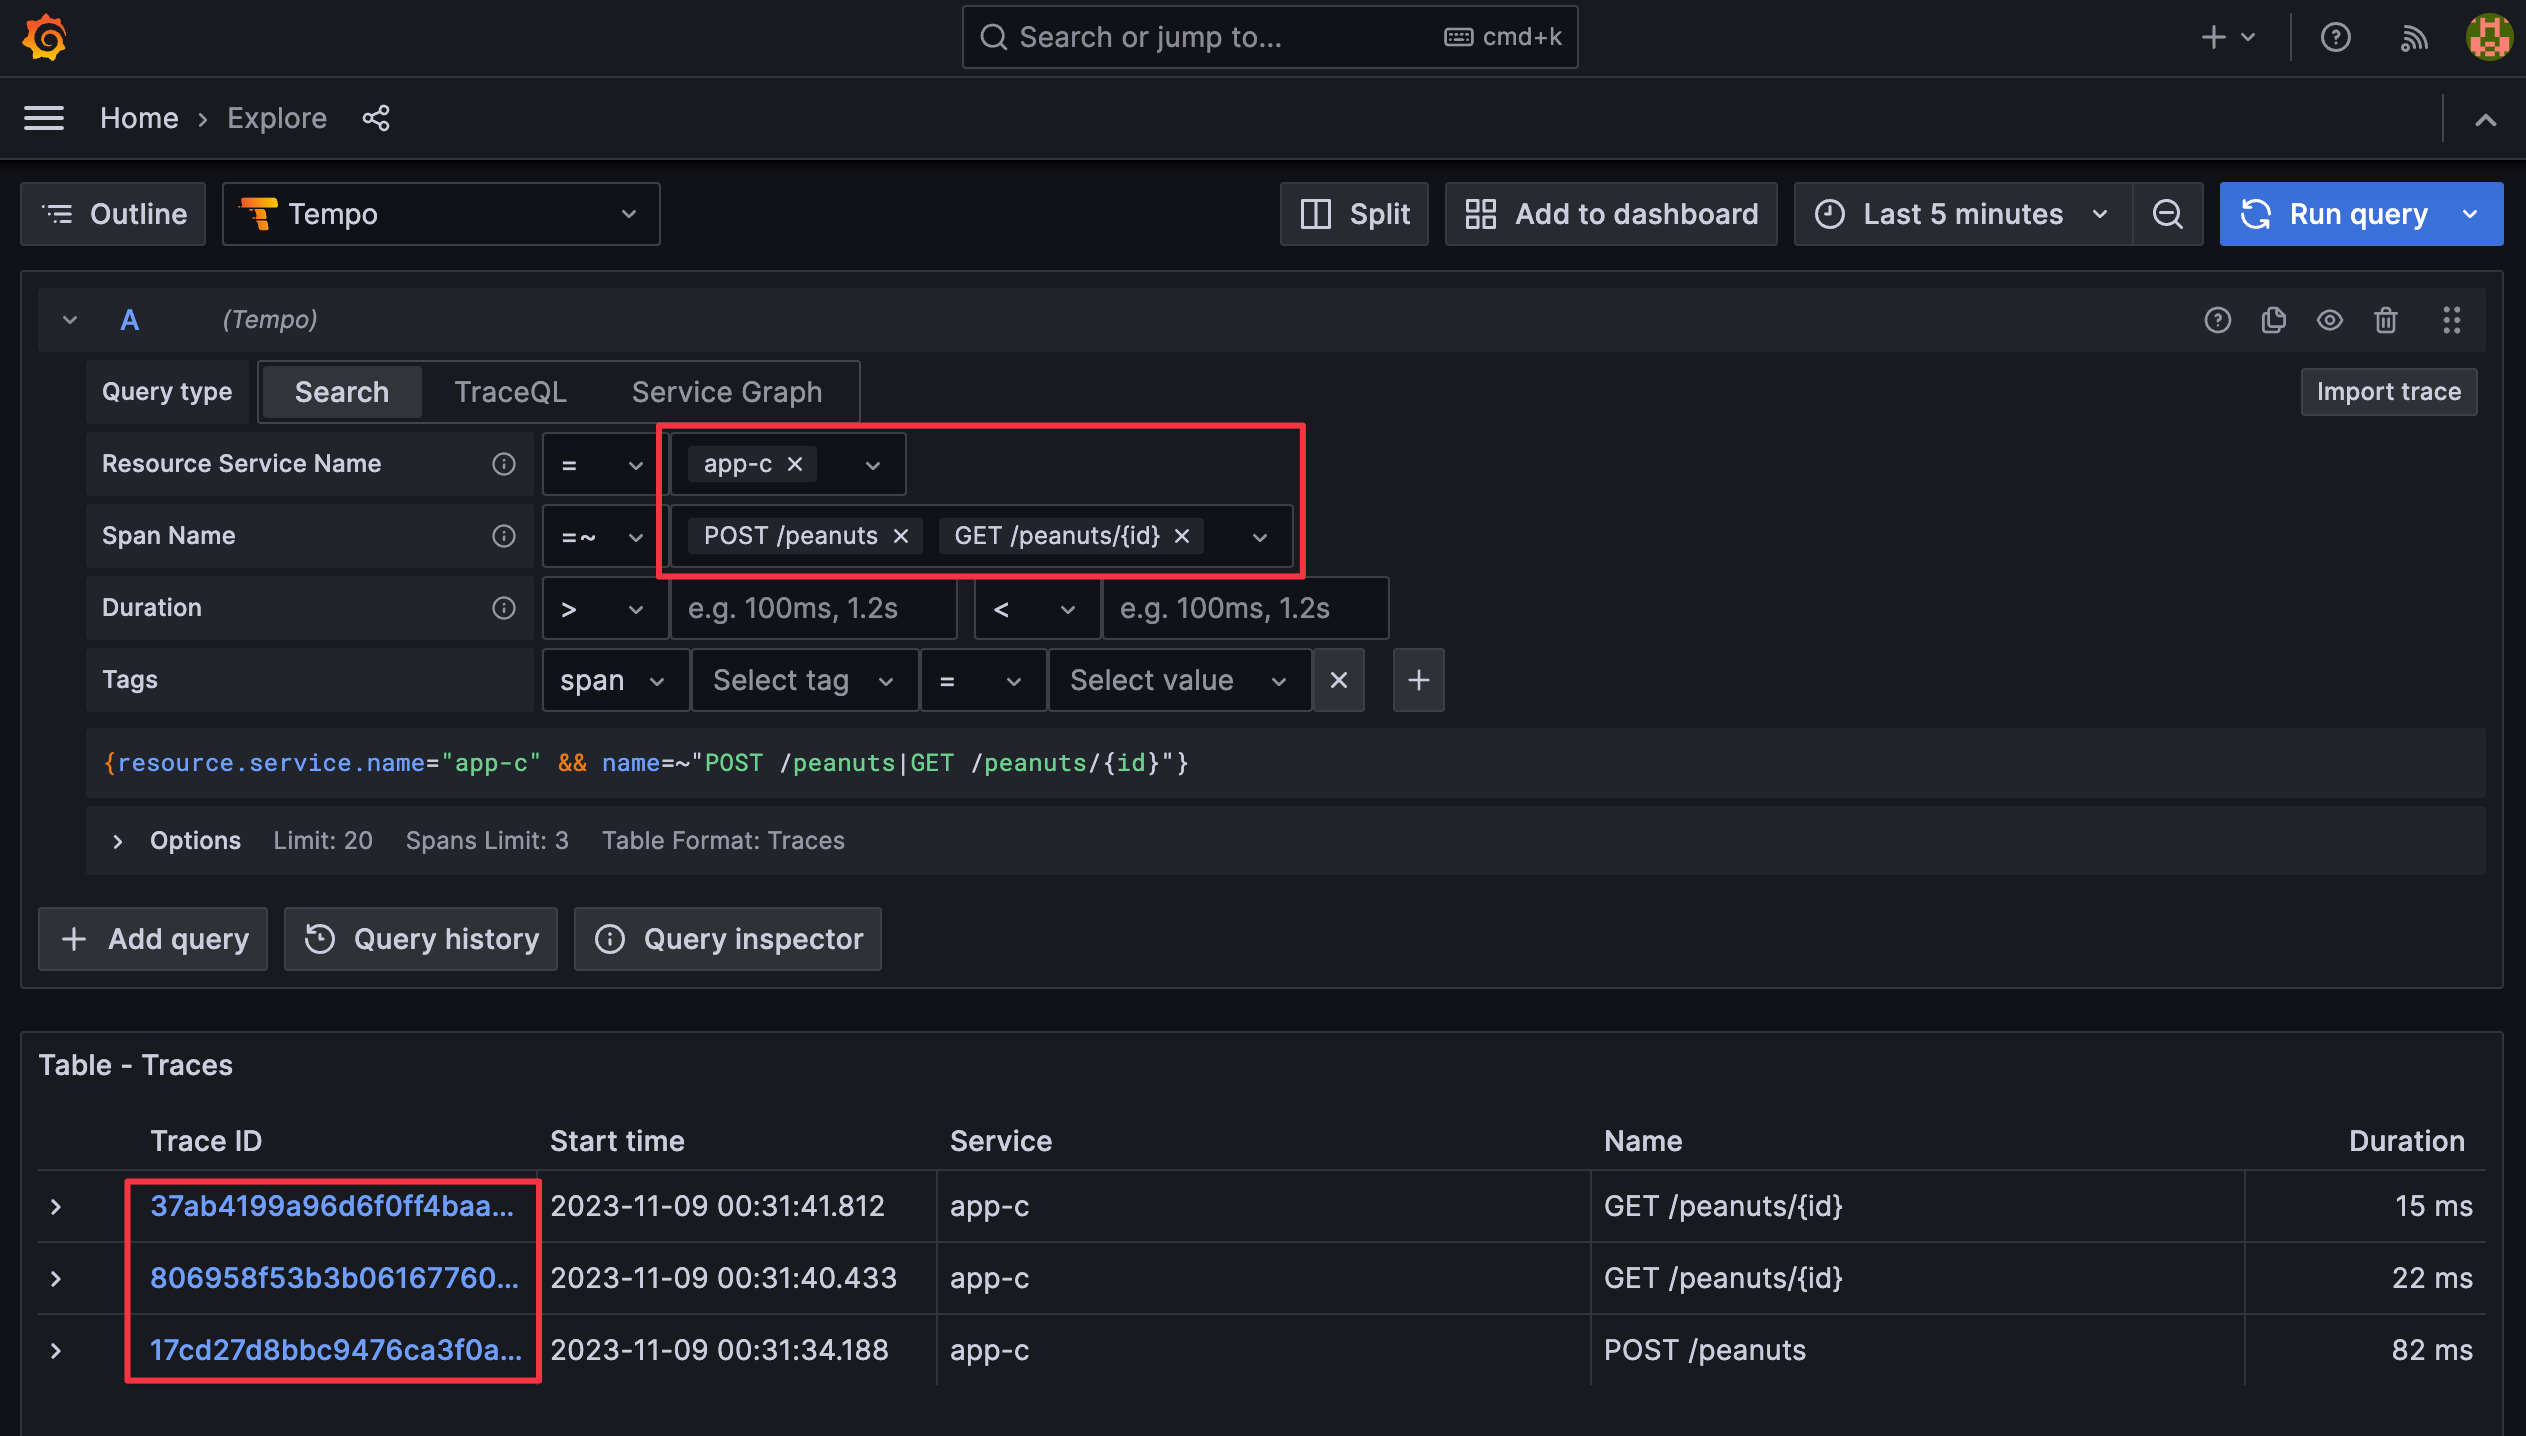 Search or jump to... cmd+k
Home › Explore
Outline Tempo Split Add to dashboard Last 5 minutes Run query
A (Tempo)
Query type Search TraceQL Service Graph Import trace
Resource Service Name = app-c ×
Span Name =~ POST /peanuts × GET /peanuts/{id} ×
Duration > e.g. 100ms, 1.2s < e.g. 100ms, 1.2s
Tags span Select tag = Select value × +
{resource.service.name="app-c" && name=~"POST /peanuts|GET /peanuts/{id}"}
Options Limit: 20 Spans Limit: 3 Table Format: Traces
+ Add query Query history Query inspector
Table - Traces
Trace ID Start time Service Name Duration
37ab4199a96d6f0ff4baa... 2023-11-09 00:31:41.812 app-c GET /peanuts/{id} 15 ms
806958f53b3b06167760... 2023-11-09 00:31:40.433 app-c GET /peanuts/{id} 22 ms
17cd27d8bbc9476ca3f0a... 2023-11-09 00:31:34.188 app-c POST /peanuts 82 ms